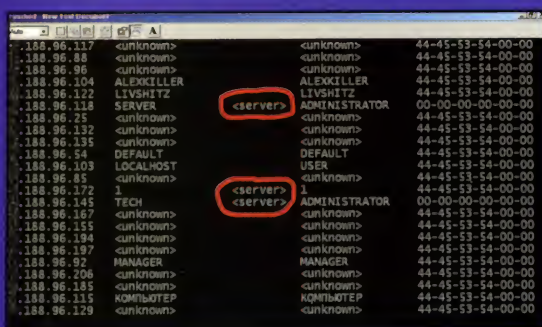 New Text Document
Auto
A
.188.96.117 <unknown> <unknown> 44-45-53-54-00-00
.188.96.88 <unknown> <unknown> 44-45-53-54-00-00
.188.96.96 <unknown> <unknown> 44-45-53-54-00-00
.188.96.104 ALEXKILLER ALEXKILLER 44-45-53-54-00-00
.188.96.122 LIVSHITZ LIVSHITZ 44-45-53-54-00-00
.188.96.118 SERVER <server> ADMINISTRATOR 00-00-00-00-00-00
.188.96.25 <unknown> <unknown> 44-45-53-54-00-00
.188.96.132 <unknown> <unknown> 44-45-53-54-00-00
.188.96.135 <unknown> <unknown> 44-45-53-54-00-00
.188.96.54 DEFAULT DEFAULT 44-45-53-54-00-00
.188.96.103 LOCALHOST USER 44-45-53-54-00-00
.188.96.85 <unknown> <unknown> 44-45-53-54-00-00
.188.96.172 1 <server> 1 44-45-53-54-00-00
.188.96.145 TECH <server> ADMINISTRATOR 00-00-00-00-00-00
.188.96.167 <unknown> <unknown> 44-45-53-54-00-00
.188.96.155 <unknown> <unknown> 44-45-53-54-00-00
.188.96.194 <unknown> <unknown> 44-45-53-54-00-00
.188.96.197 <unknown> <unknown> 44-45-53-54-00-00
.188.96.92 MANAGER MANAGER 44-45-53-54-00-00
.188.96.206 <unknown> <unknown> 44-45-53-54-00-00
.188.96.185 <unknown> <unknown> 44-45-53-54-00-00
.188.96.115 КОМПЬЮТЕР КОМПЬЮТЕР 44-45-53-54-00-00
.188.96.129 <unknown> <unknown> 44-45-53-54-00-00